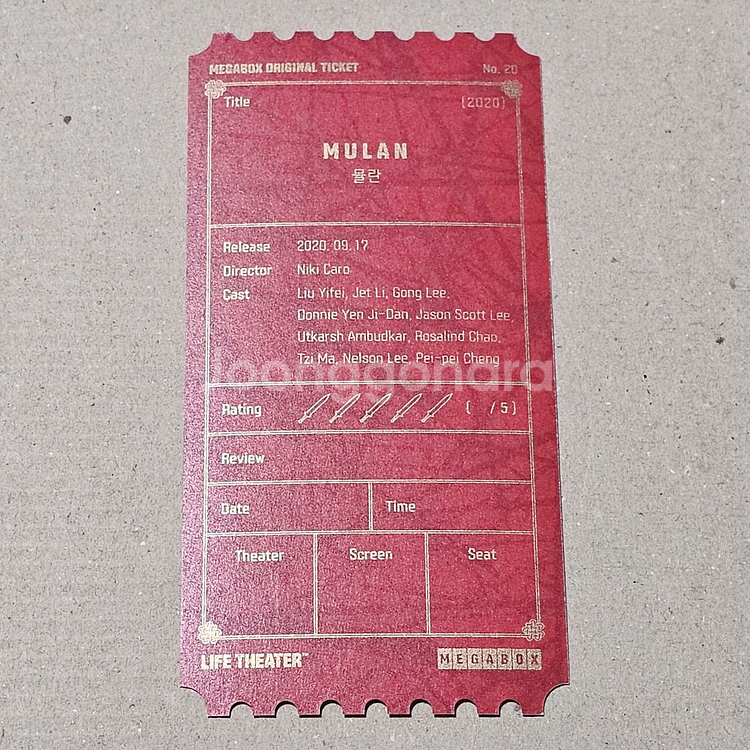 MEGABOX ORIGINAL TICKET No. 20
Title (2020)
MULAN
뮬란
Release 2020. 09. 17
Director Niki Caro
Cast Liu Yifei, Jet Li, Gong Lee,
Donnie Yen Ji-Dan, Jason Scott Lee,
Utkarsh Ambudkar, Rosalind Chao,
Tzi Ma, Nelson Lee, Pei-pei Cheng
Joonggonara
Rating ( /5)
Review
Date Time
Theater Screen Seat
LIFE THEATER™ MEGABOX